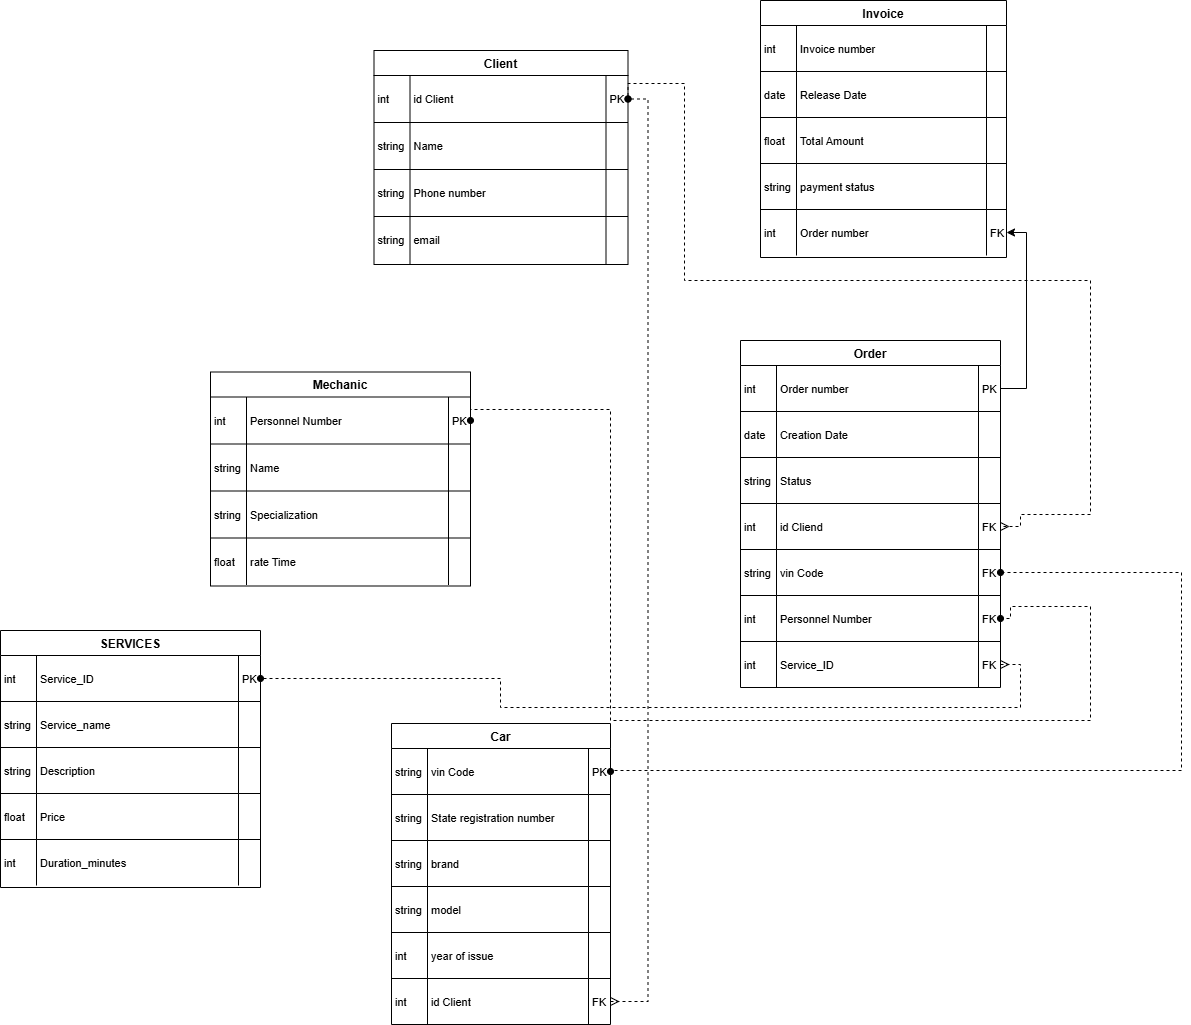 Invoice
int Invoice number
date Release Date
float Total Amount
string payment status
int Order number FK
Client
int id Client PK
string Name
string Phone number
string email
Order
int Order number PK
date Creation Date
string Status
int id Cliend FK
string vin Code FK
int Personnel Number FK
int Service_ID FK
Mechanic
int Personnel Number PK
string Name
string Specialization
float rate Time
SERVICES
int Service_ID PK
string Service_name
string Description
float Price
int Duration_minutes
Car
string vin Code PK
string State registration number
string brand
string model
int year of issue
int id Client FK